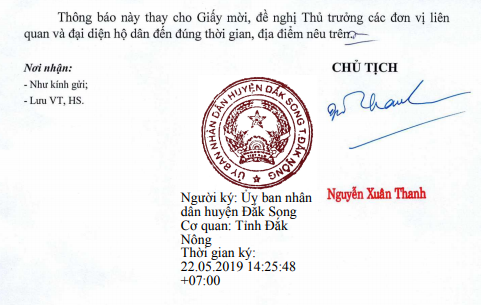 Thông báo này thay cho Giấy mời, đề nghị Thủ trưởng các đơn vị liên
quan và đại diện hộ dân đến đúng thời gian, địa điểm nêu trên.
Nơi nhận:
- Như kính gửi;
- Lưu VT, HS.
CHỦ TỊCH
ỦY BAN NHÂN DÂN HUYỆN ĐẮK SONG T.ĐẮK NÔNG
Nguyễn Xuân Thanh
Người ký: Ủy ban nhân
dân huyện Đắk Song
Cơ quan: Tỉnh Đắk
Nông
Thời gian ký:
22.05.2019 14:25:48
+07:00